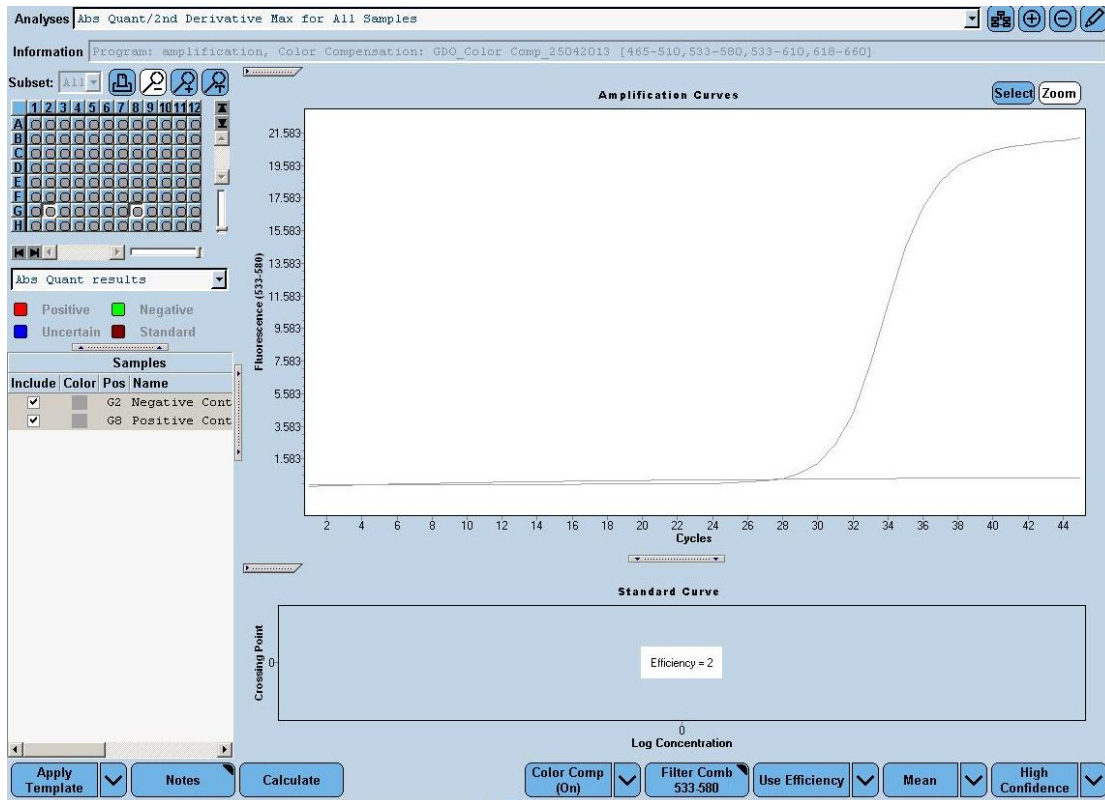 Analyses Abs Quant/2nd Derivative Max for All Samples
Information Program: amplification, Color Compensation: GDO_Color Comp_25042013 [465-510,533-580,533-610,618-660]
Subset: All
1 2 3 4 5 6 7 8 9 10 11 12
A
B
C
D
E
F
G
H
Abs Quant results
Positive Negative
Uncertain Standard
Samples
Include Color Pos Name
G2 Negative Cont
G8 Positive Cont
Amplification Curves
Select Zoom
Fluorescence (533-580)
21.583
19.583
17.583
15.583
13.583
11.583
9.583
7.583
5.583
3.583
1.583
2 4 6 8 10 12 14 16 18 20 22 24 26 28 30 32 34 36 38 40 42 44
Cycles
Standard Curve
Crossing Point
0
Efficiency = 2
0
Log Concentration
Apply Template
Notes
Calculate
Color Comp (On)
Filter Comb 533-580
Use Efficiency
Mean
High Confidence